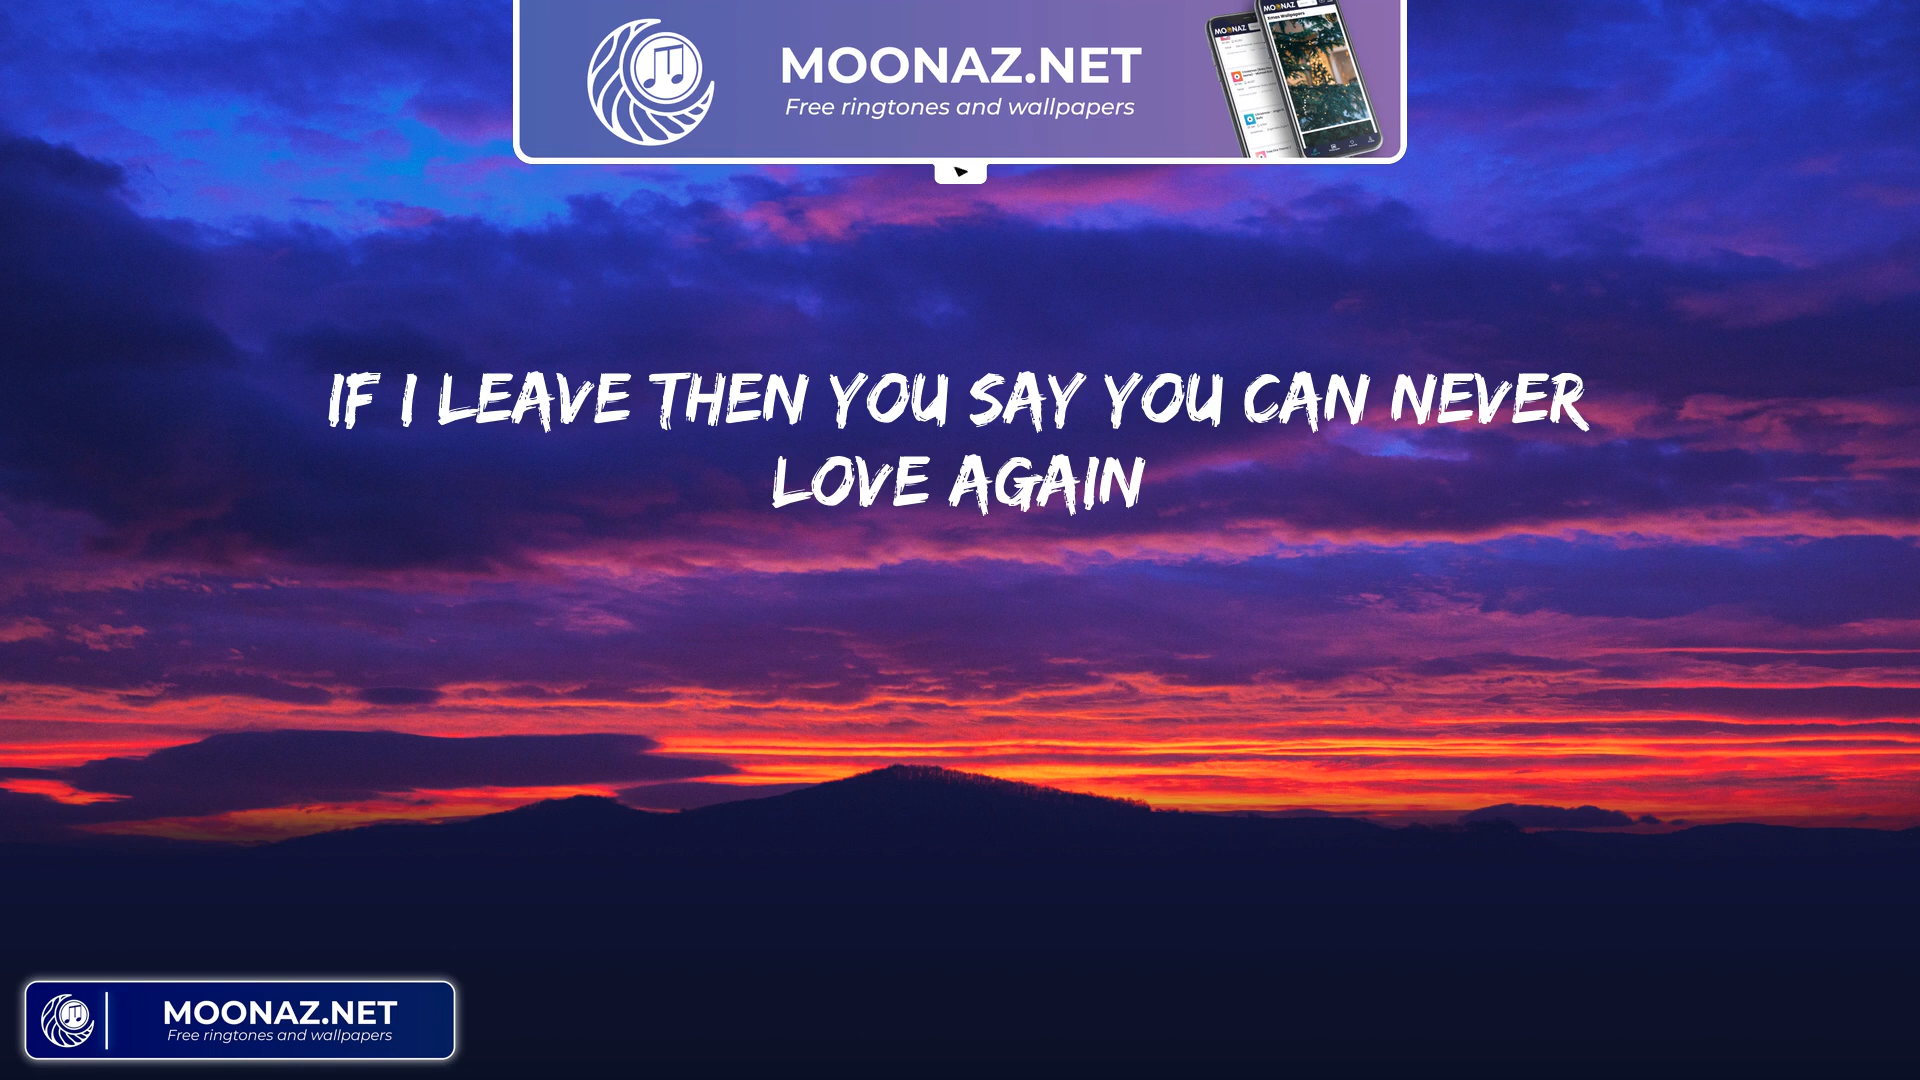 MOONAZ.NET
Free ringtones and wallpapers
IF I LEAVE THEN YOU SAY YOU CAN NEVER
LOVE AGAIN
MOONAZ.NET
Free ringtones and wallpapers